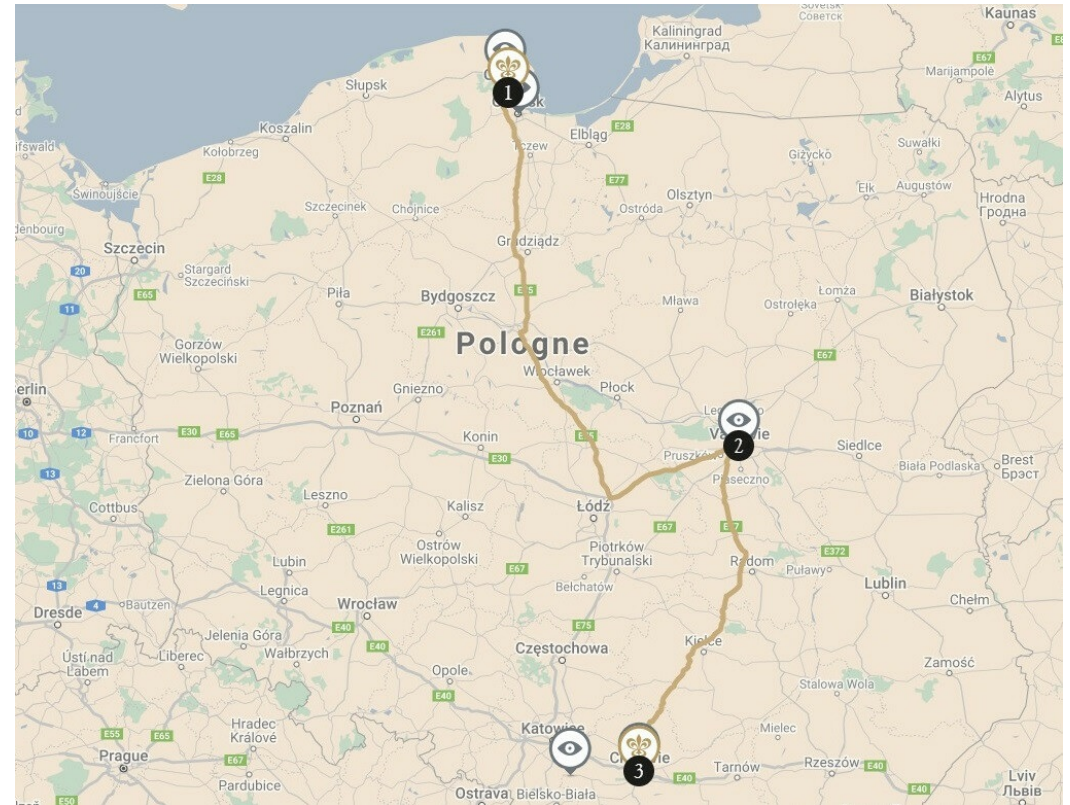 Sovetsk
Советск
Kaunas
Kaliningrad
Калининград
E67
Marijampolė
Słupsk
Alytus
1
Koszalin
Elbląg
E28
Tczew
Kołobrzeg
Giżycko
Suwałki
Świnoujście
E28
E77
Olsztyn
Ełk
Augustów
Hrodna
Гродна
Szczecinek
Chojnice
Ostróda
Szczecin
Grudziądz
20
Stargard
Szczeciński
E65
Piła
Bydgoszcz
Mława
Łomża
Ostrołęka
Białystok
11
E261
Gorzów
Wielkopolski
Pologne
E67
Włocławek
Gniezno
Płock
Poznań
10
12
Francfort
E30
E65
Konin
E30
2
Pruszków
Siedlce
Piaseczno
Biała Podlaska
Brest
Брэст
13
Zielona Góra
Leszno
Cottbus
Kalisz
Łódź
E67
E261
Ostrów
Wielkopolski
Piotrków
Trybunalski
E372
Lubin
E67
Radom
Puławy
13
Bełchatów
Lublin
Legnica
Dresde
4
Bautzen
Wrocław
Chełm
E40
E75
Jelenia Góra
Kielce
Ústí nad
Labem
Liberec
Wałbrzych
E40
Częstochowa
Zamość
Opole
Stalowa Wola
E40
Hradec
Králové
Katowice
Mielec
E55
E65
Prague
E67
3
E40
Tarnów
Rzeszów
E40
Pardubice
Lviv
Львів
E50
Ostrava
Bielsko-Biała